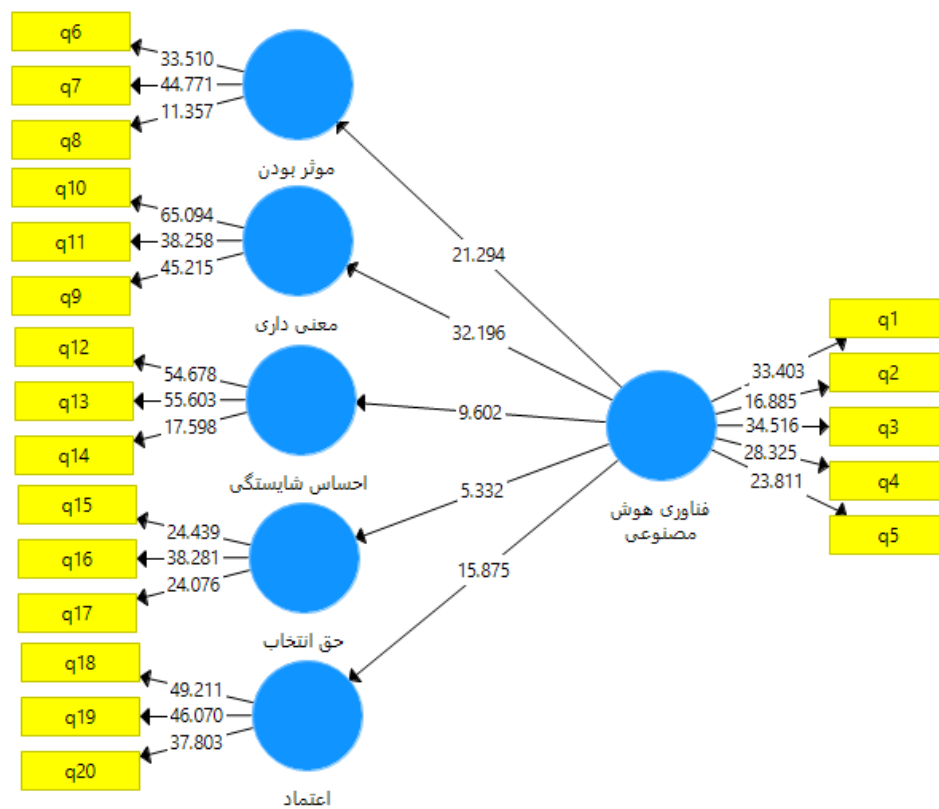 q6
33.510
q7
44.771
11.357
q8
موثر بودن
q10
65.094
q11
38.258
45.215
q9
معنی داری
q12
54.678
q13
55.603
17.598
q14
احساس شایستگی
q15
24.439
q16
38.281
24.076
q17
حق انتخاب
q18
49.211
q19
46.070
37.803
q20
اعتماد
21.294
32.196
9.602
5.332
15.875
فناوری هوش
مصنوعی
q1
33.403
q2
16.885
34.516
q3
28.325
q4
23.811
q5